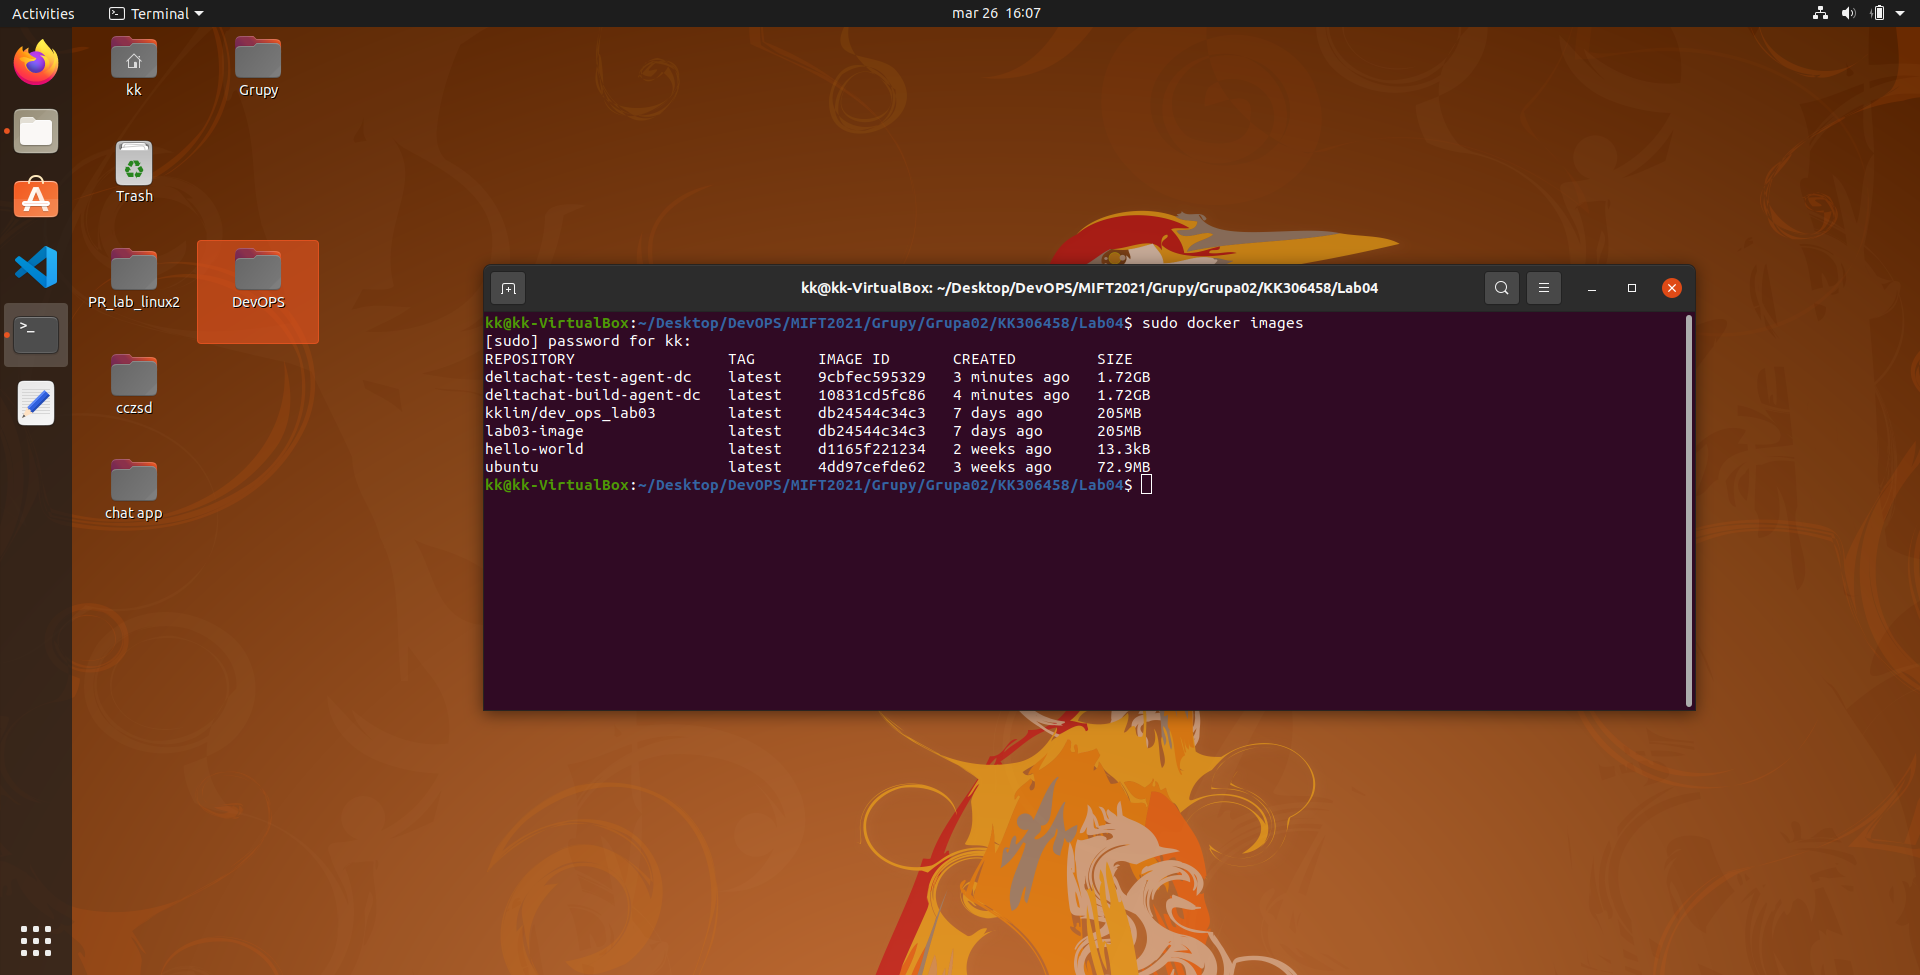 Activities
Terminal
mar 26 16:07
kk
Grupy
Trash
PR_lab_linux2
DevOPS
cczsd
chat app
kk@kk-VirtualBox: ~/Desktop/DevOPS/MIFT2021/Grupy/Grupa02/KK306458/Lab04
kk@kk-VirtualBox:~/Desktop/DevOPS/MIFT2021/Grupy/Grupa02/KK306458/Lab04$ sudo docker images
[sudo] password for kk:
REPOSITORY TAG IMAGE ID CREATED SIZE
deltachat-test-agent-dc latest 9cbfec595329 3 minutes ago 1.72GB
deltachat-build-agent-dc latest 10831cd5fc86 4 minutes ago 1.72GB
kklim/dev_ops_lab03 latest db24544c34c3 7 days ago 205MB
lab03-image latest db24544c34c3 7 days ago 205MB
hello-world latest d1165f221234 2 weeks ago 13.3kB
ubuntu latest 4dd97cefde62 3 weeks ago 72.9MB
kk@kk-VirtualBox:~/Desktop/DevOPS/MIFT2021/Grupy/Grupa02/KK306458/Lab04$